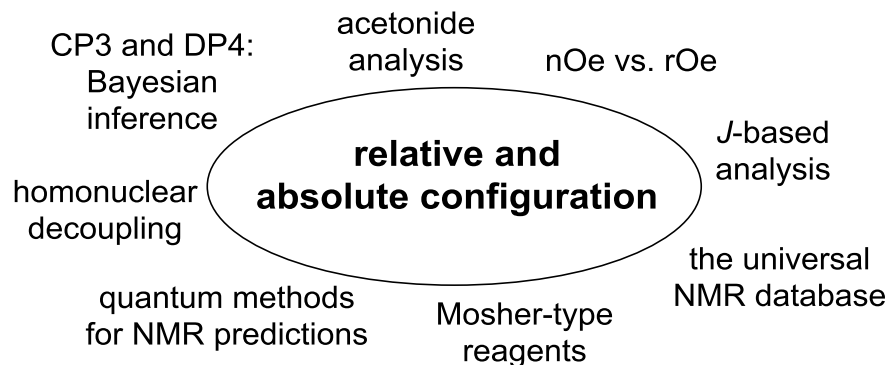 acetonide
analysis
nOe vs. rOe
J-based
analysis
the universal
NMR database
Mosher-type
reagents
quantum methods
for NMR predictions
homonuclear
decoupling
CP3 and DP4:
Bayesian
inference
relative and
absolute configuration